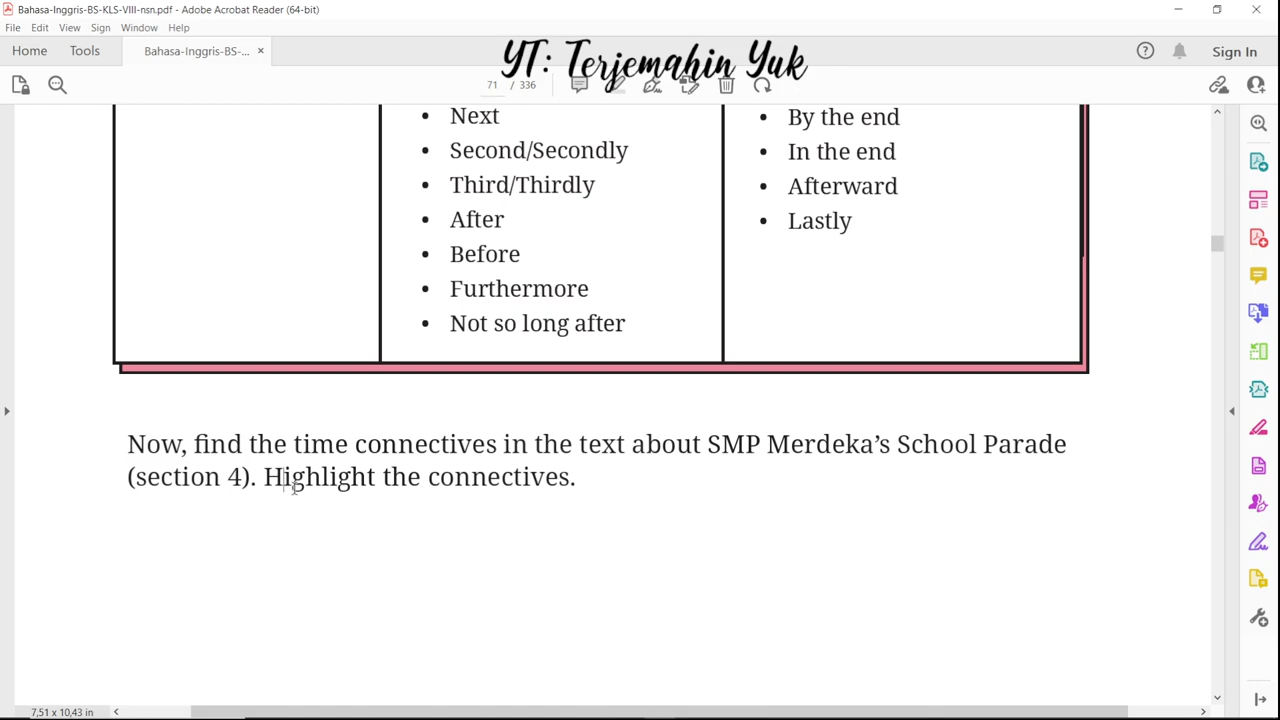 Bahasa-Inggris-BS-KLS-VIII-nsn.pdf - Adobe Acrobat Reader (64-bit)
File Edit View Sign Window Help
Home Tools Bahasa-Inggris-BS-... × Sign In
YT: Terjemahin Yuk
71 / 336
• Next
• Second/Secondly
• Third/Thirdly
• After
• Before
• Furthermore
• Not so long after
• By the end
• In the end
• Afterward
• Lastly
Now, find the time connectives in the text about SMP Merdeka’s School Parade
(section 4). Highlight the connectives.
7,51 x 10,43 in